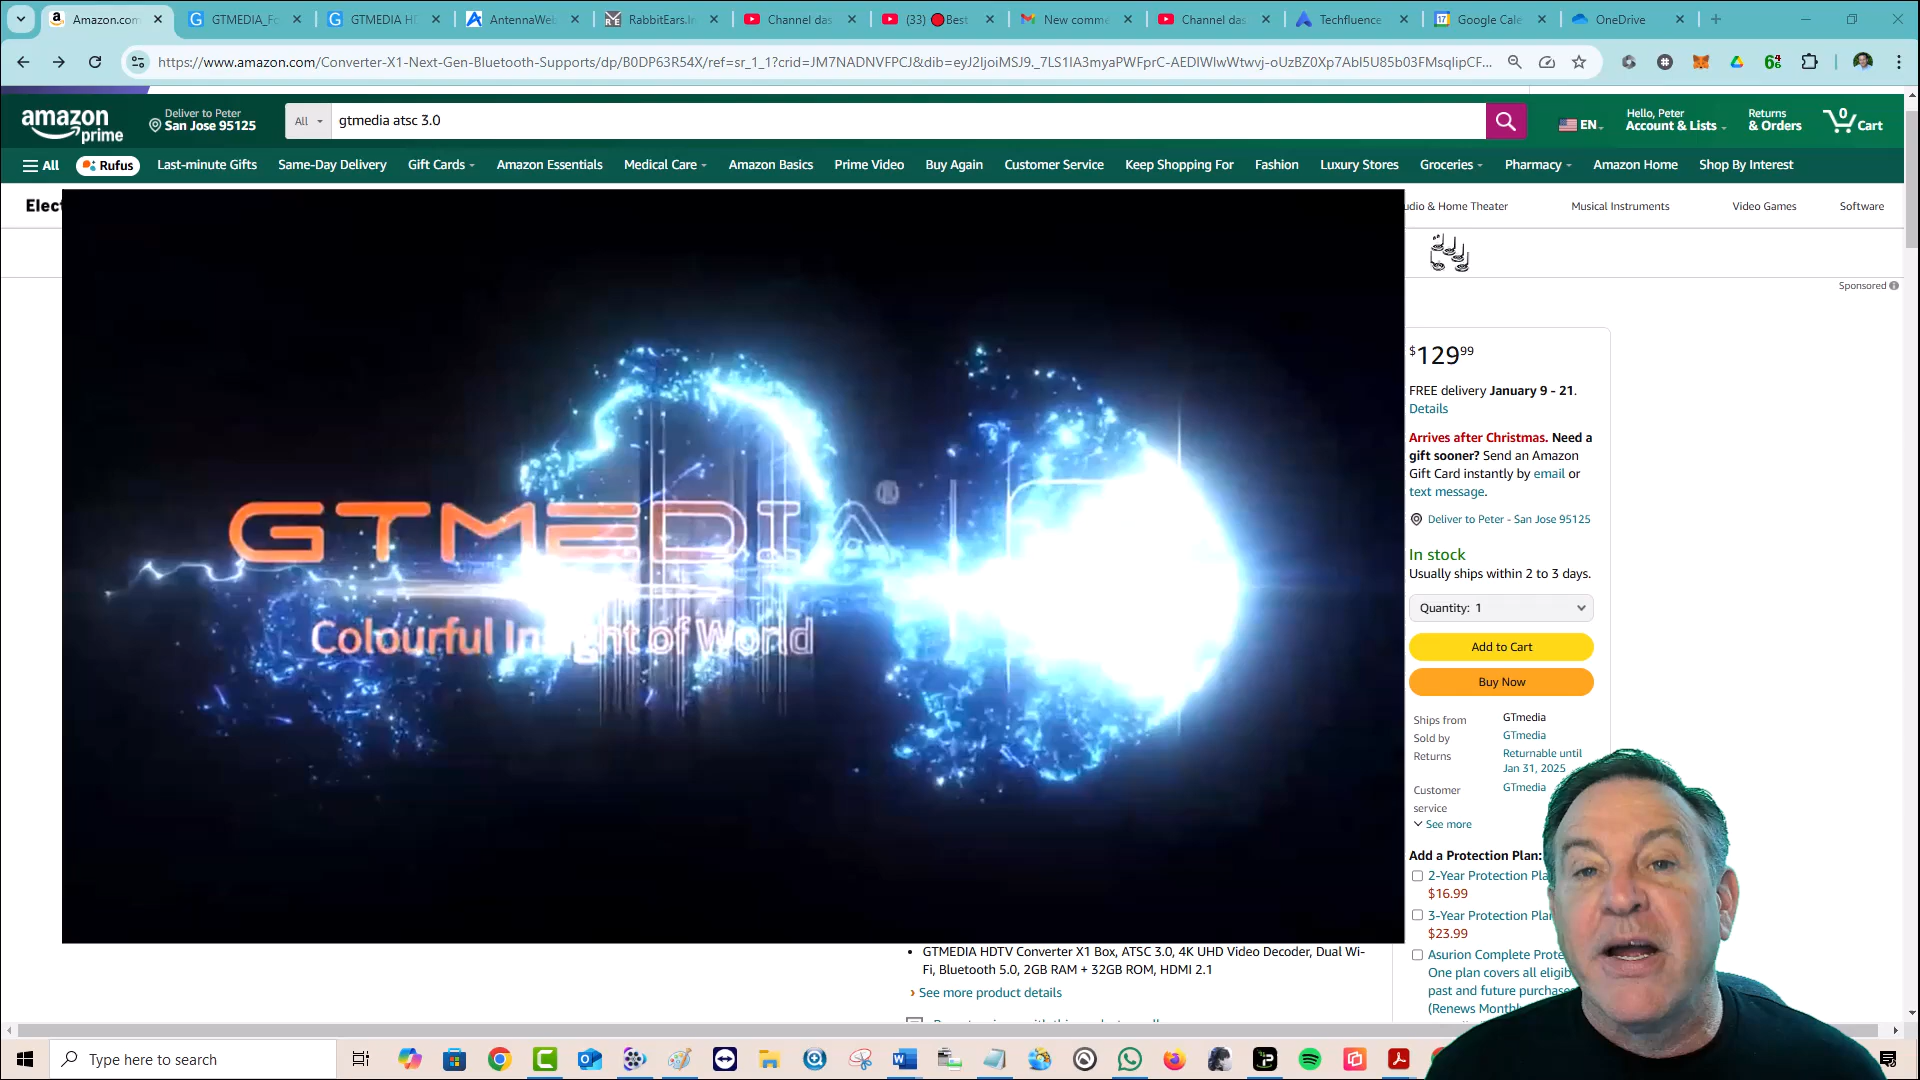 Amazon.com
GTMEDIA_Fo
GTMEDIA HD
AntennaWeb
RabbitEars.In
Channel das
(33) 🔴Best
New comme
Channel das
Techfluence
Google Cale
OneDrive
https://www.amazon.com/Converter-X1-Next-Gen-Bluetooth-Supports/dp/B0DP63R54X/ref=sr_1_1?crid=JM7NADNVFPCJ&dib=eyJ2IjoiMSJ9._7LS1IA3myaPWFprC-AEDIWlwWtwvj-oUzBZ0Xp7AbI5U85b03FMsqIipCF...
amazon
prime
Deliver to Peter
San Jose 95125
All
gtmedia atsc 3.0
EN
Hello, Peter
Account & Lists
Returns
& Orders
0
Cart
All
Rufus
Last-minute Gifts
Same-Day Delivery
Gift Cards
Amazon Essentials
Medical Care
Amazon Basics
Prime Video
Buy Again
Customer Service
Keep Shopping For
Fashion
Luxury Stores
Groceries
Pharmacy
Amazon Home
Shop By Interest
Elect
udio & Home Theater
Musical Instruments
Video Games
Software
Sponsored
GTMEDIA®
Colourful Insight of World
$129.99
FREE delivery January 9 - 21.
Details
Arrives after Christmas. Need a
gift sooner? Send an Amazon
Gift Card instantly by email or
text message.
Deliver to Peter - San Jose 95125
In stock
Usually ships within 2 to 3 days.
Quantity: 1
Add to Cart
Buy Now
Ships from GTmedia
Sold by GTmedia
Returns Returnable until
Jan 31, 2025
Customer service GTmedia
See more
Add a Protection Plan:
2-Year Protection Pla
$16.99
3-Year Protection Plan
$23.99
Asurion Complete Prote
One plan covers all eligib
past and future purchase
(Renews Monthly
• GTMEDIA HDTV Converter X1 Box, ATSC 3.0, 4K UHD Video Decoder, Dual Wi-
Fi, Bluetooth 5.0, 2GB RAM + 32GB ROM, HDMI 2.1
› See more product details
Type here to search